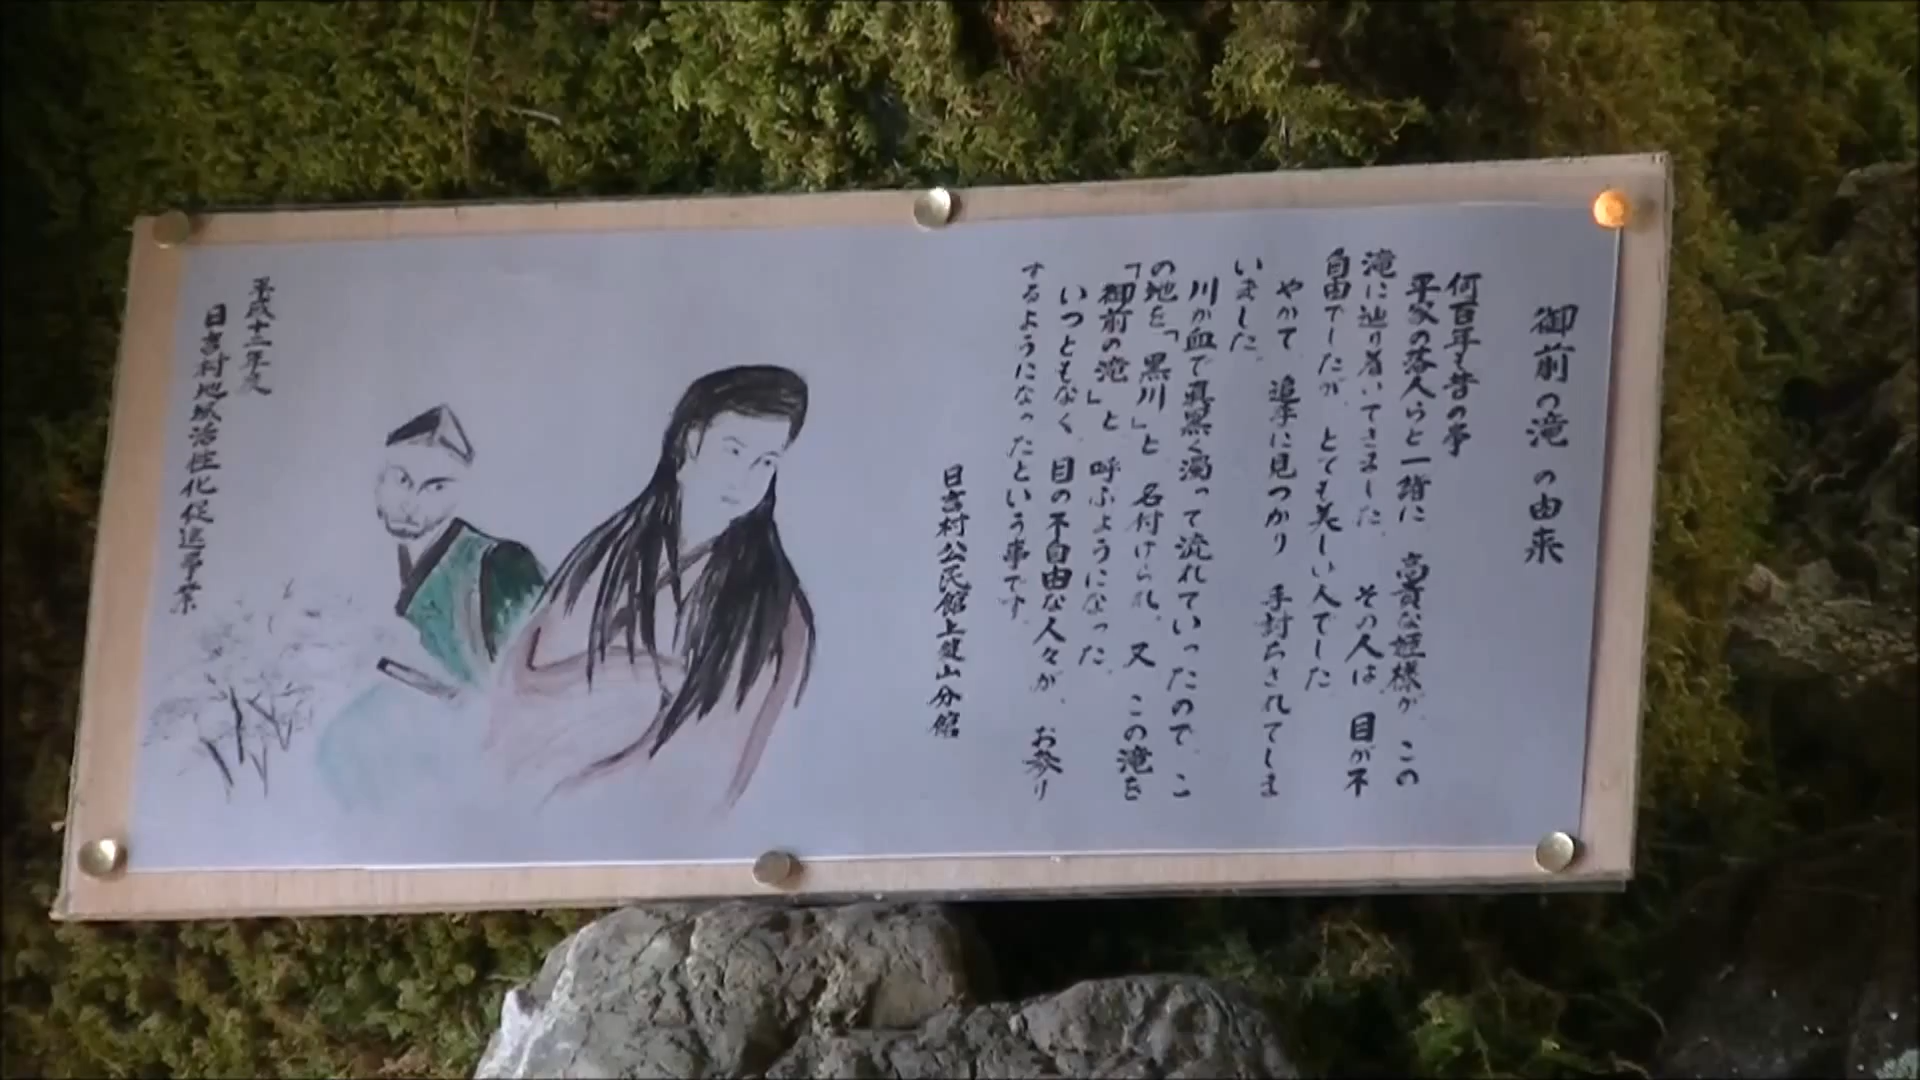 御前の滝の由来
何百年も昔の事
平家の落人らと一諸に 高貴な姫様が、この
滝に辿り着いてきました。 その人は 目が不
自由でしたが、とても美しい人でした
やがて 追手に見つかり 手討ちされてしま
いました。
川が血で真黒く濁って流れていったので、こ
の地を「黒川」と 名付けられ、又 この滝を
「御前の滝」と 呼ぶようになった。
いつともなく 目の不自由な人々が、お参り
するようになったという事です。
日吉村公民館上鍵山分館
平成十二年度
日吉村地域活性化促進事業